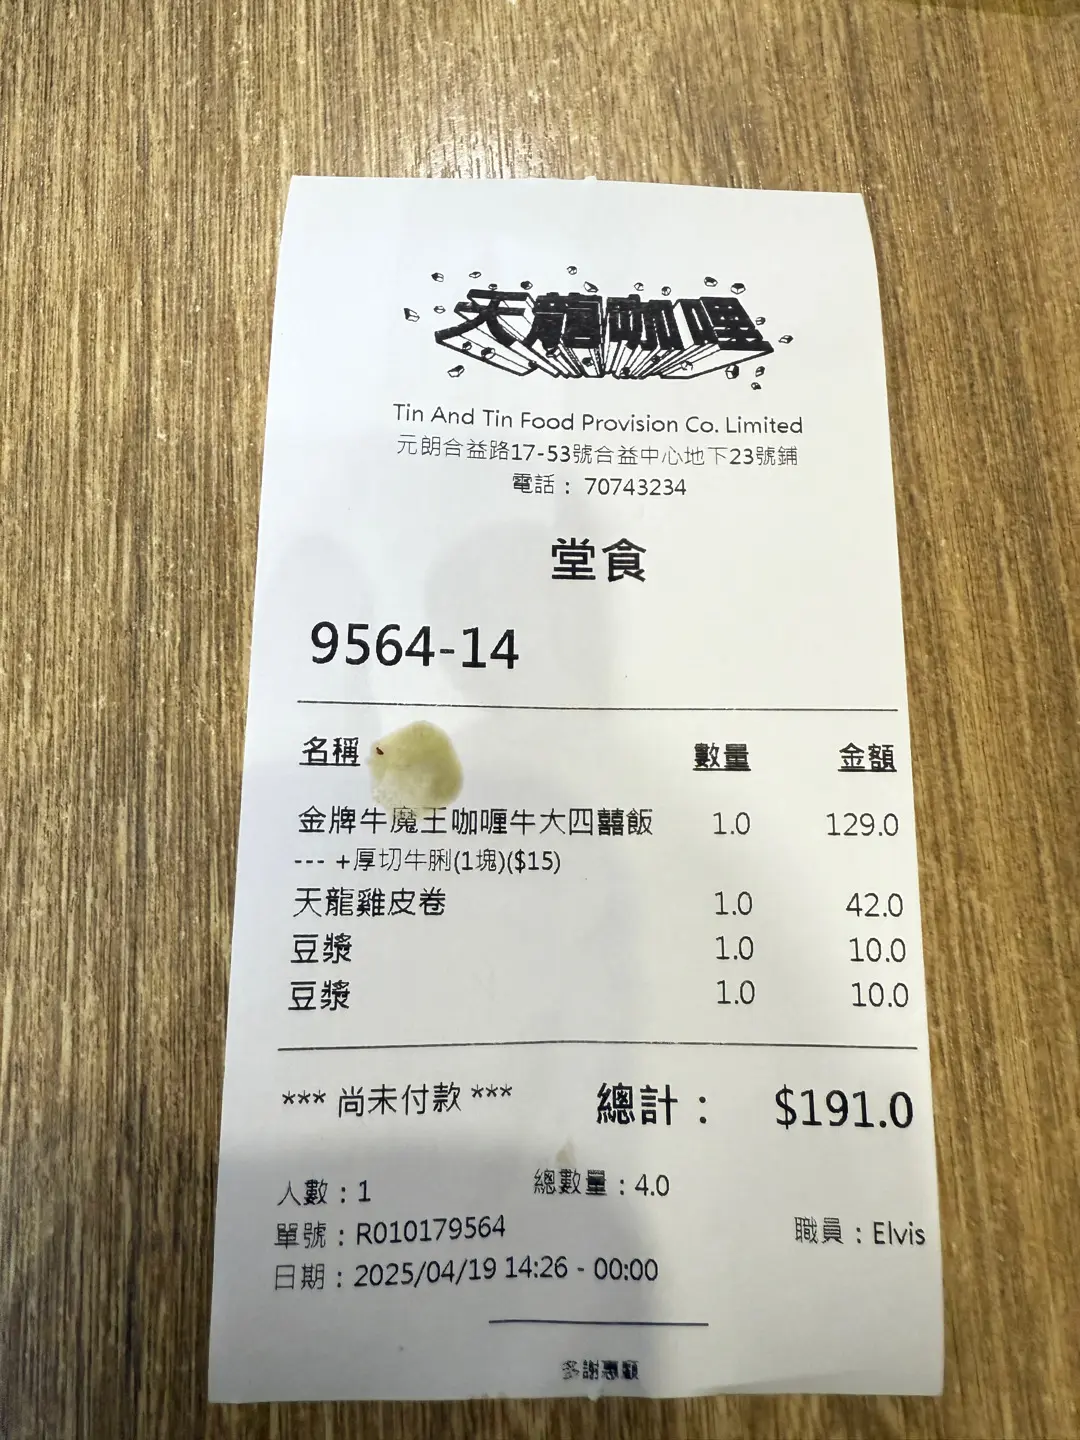 天龍咖哩
Tin And Tin Food Provision Co. Limited
元朗合益路17-53號合益中心地下23號鋪
電話： 70743234
堂食
9564-14
名稱 數量 金額
金牌牛魔王咖喱牛大四囍飯 1.0 129.0
--- +厚切牛脷(1塊)($15)
天龍雞皮卷 1.0 42.0
豆漿 1.0 10.0
豆漿 1.0 10.0
*** 尚未付款 *** 總計： $191.0
人數：1 總數量：4.0
單號：R010179564 職員：Elvis
日期：2025/04/19 14:26 - 00:00
多謝惠顧